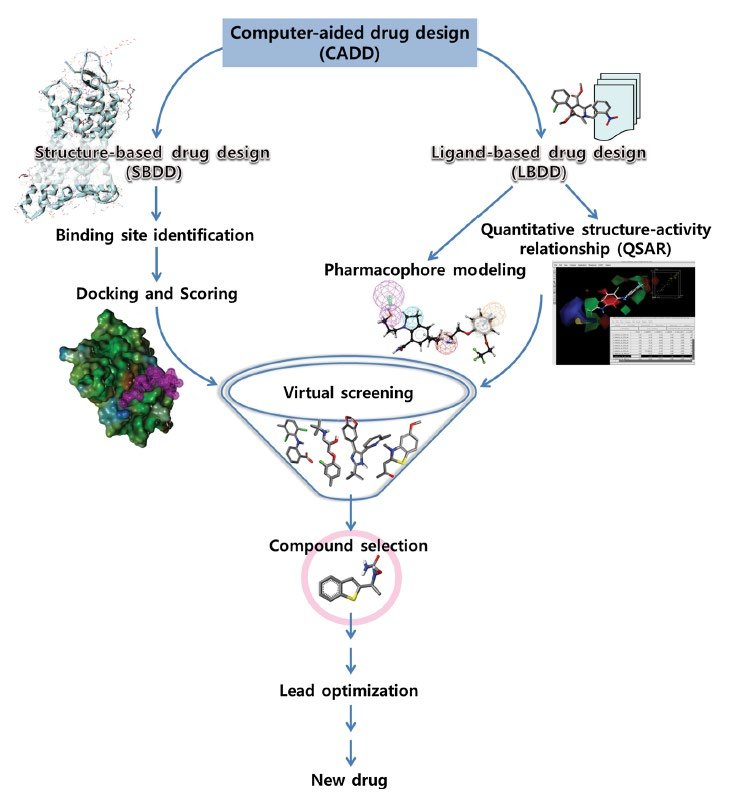 Computer-aided drug design
(CADD)
Structure-based drug design
(SBDD)
Ligand-based drug design
(LBDD)
Binding site identification
Quantitative structure-activity
relationship (QSAR)
Pharmacophore modeling
Docking and Scoring
Virtual screening
Compound selection
Lead optimization
New drug